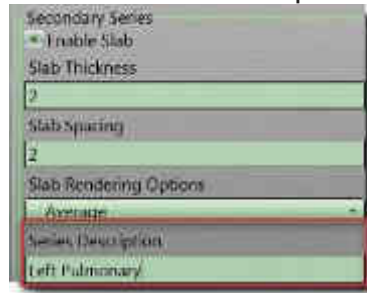 Secondary Series
Enable Slab
Slab Thickness
2
Slab Spacing
2
Slab Rendering Options
Average
Series Description
Left Pulmonary